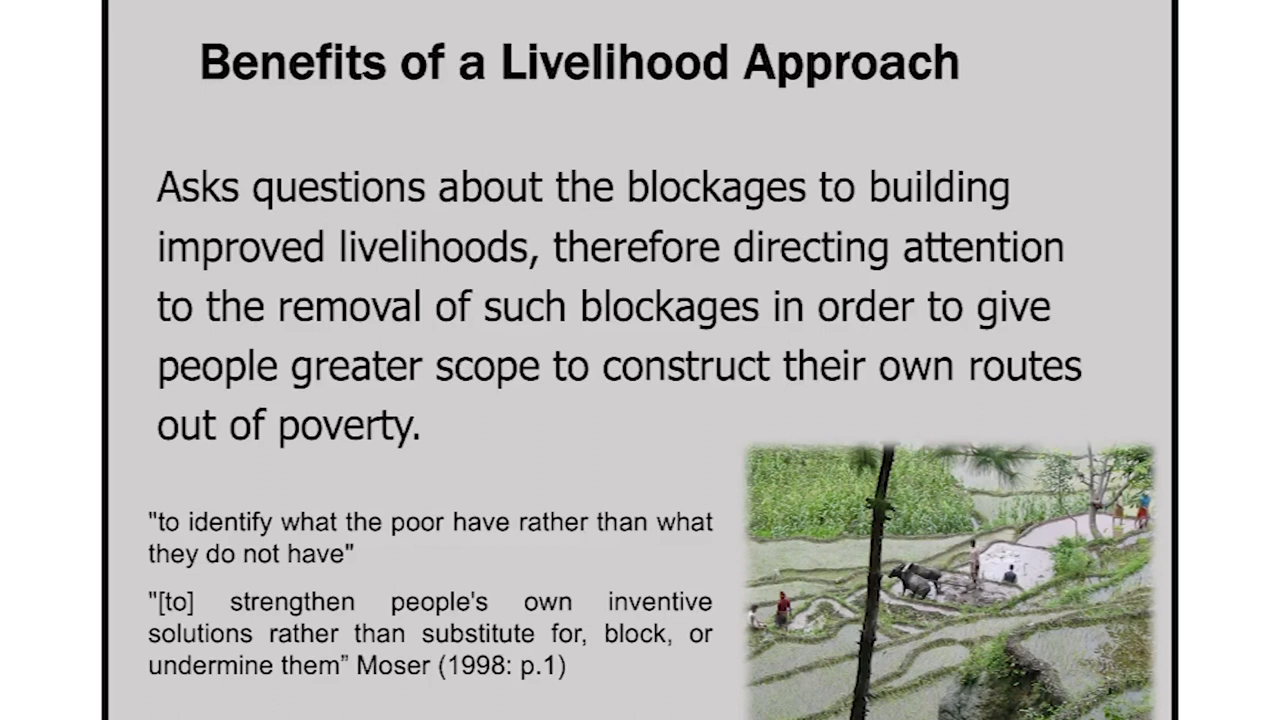 Benefits of a Livelihood Approach
Asks questions about the blockages to building
improved livelihoods, therefore directing attention
to the removal of such blockages in order to give
people greater scope to construct their own routes
out of poverty.
"to identify what the poor have rather than what
they do not have"
"[to] strengthen people's own inventive
solutions rather than substitute for, block, or
undermine them” Moser (1998: p.1)